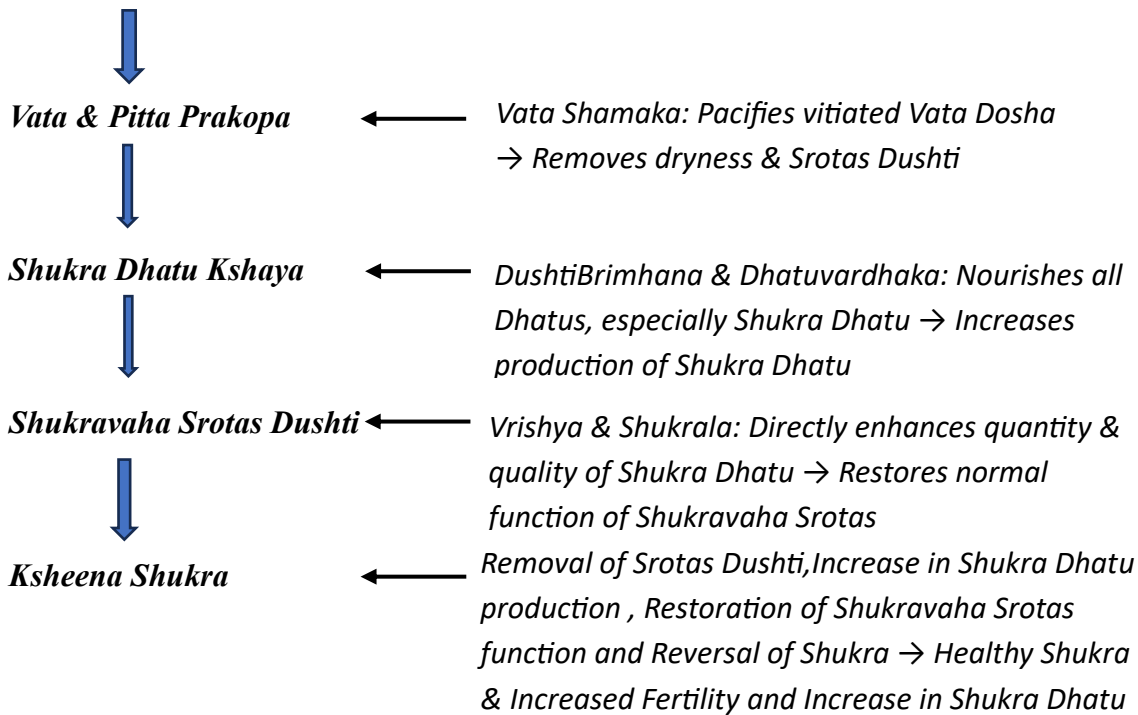 Vata & Pitta Prakopa
Vata Shamaka: Pacifies vitiated Vata Dosha
→ Removes dryness & Srotas Dushti
Shukra Dhatu Kshaya
DushtiBrimhana & Dhatuvardhaka: Nourishes all
Dhatus, especially Shukra Dhatu → Increases
production of Shukra Dhatu
Shukravaha Srotas Dushti
Vrishya & Shukrala: Directly enhances quantity &
quality of Shukra Dhatu → Restores normal
function of Shukravaha Srotas
Ksheena Shukra
Removal of Srotas Dushti,Increase in Shukra Dhatu
production , Restoration of Shukravaha Srotas
function and Reversal of Shukra → Healthy Shukra
& Increased Fertility and Increase in Shukra Dhatu